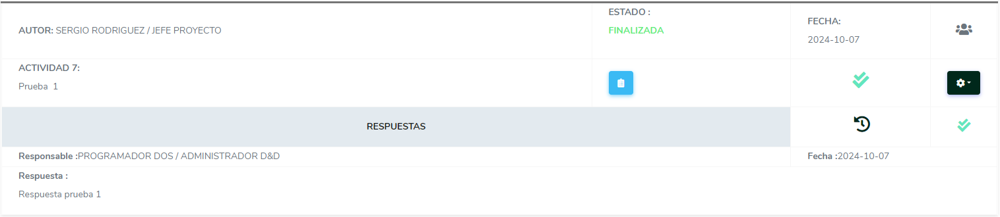 AUTOR: SERGIO RODRIGUEZ / JEFE PROYECTO
ESTADO :
FINALIZADA
FECHA:
2024-10-07
ACTIVIDAD 7:
Prueba 1
RESPUESTAS
Responsable :PROGRAMADOR DOS / ADMINISTRADOR D&D
Fecha :2024-10-07
Respuesta :
Respuesta prueba 1